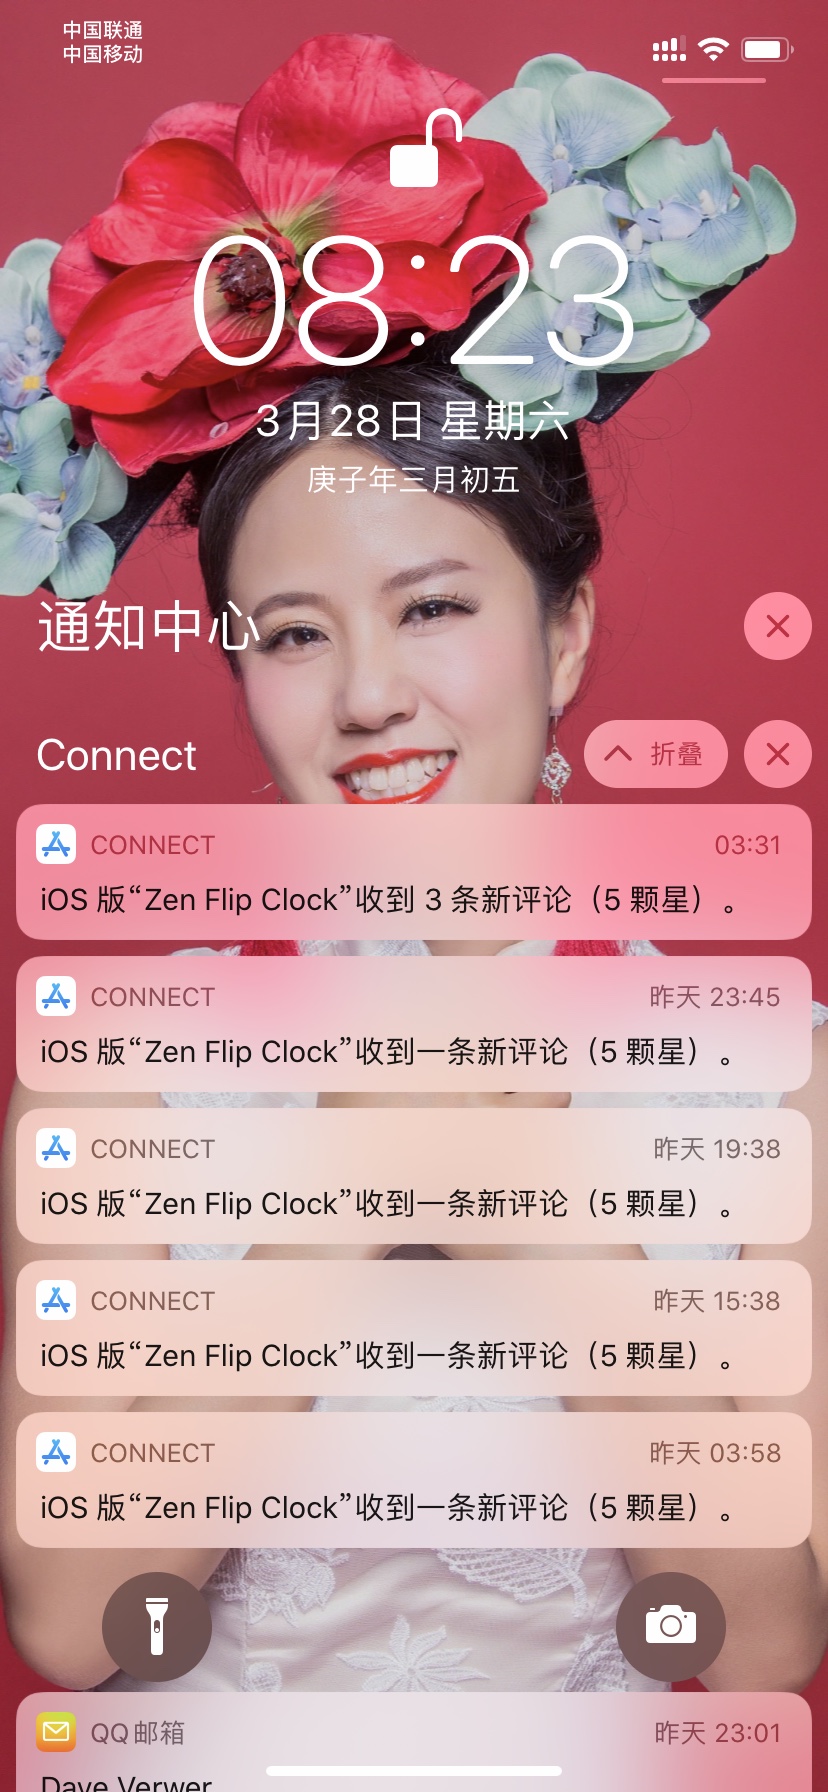 中国联通
中国移动
08:23
3月28日 星期六
庚子年三月初五
通知中心
Connect
折叠
CONNECT 03:31
iOS 版“Zen Flip Clock”收到 3 条新评论（5 颗星）。
CONNECT 昨天 23:45
iOS 版“Zen Flip Clock”收到一条新评论（5 颗星）。
CONNECT 昨天 19:38
iOS 版“Zen Flip Clock”收到一条新评论（5 颗星）。
CONNECT 昨天 15:38
iOS 版“Zen Flip Clock”收到一条新评论（5 颗星）。
CONNECT 昨天 03:58
iOS 版“Zen Flip Clock”收到一条新评论（5 颗星）。
QQ邮箱 昨天 23:01
Dave Verwer